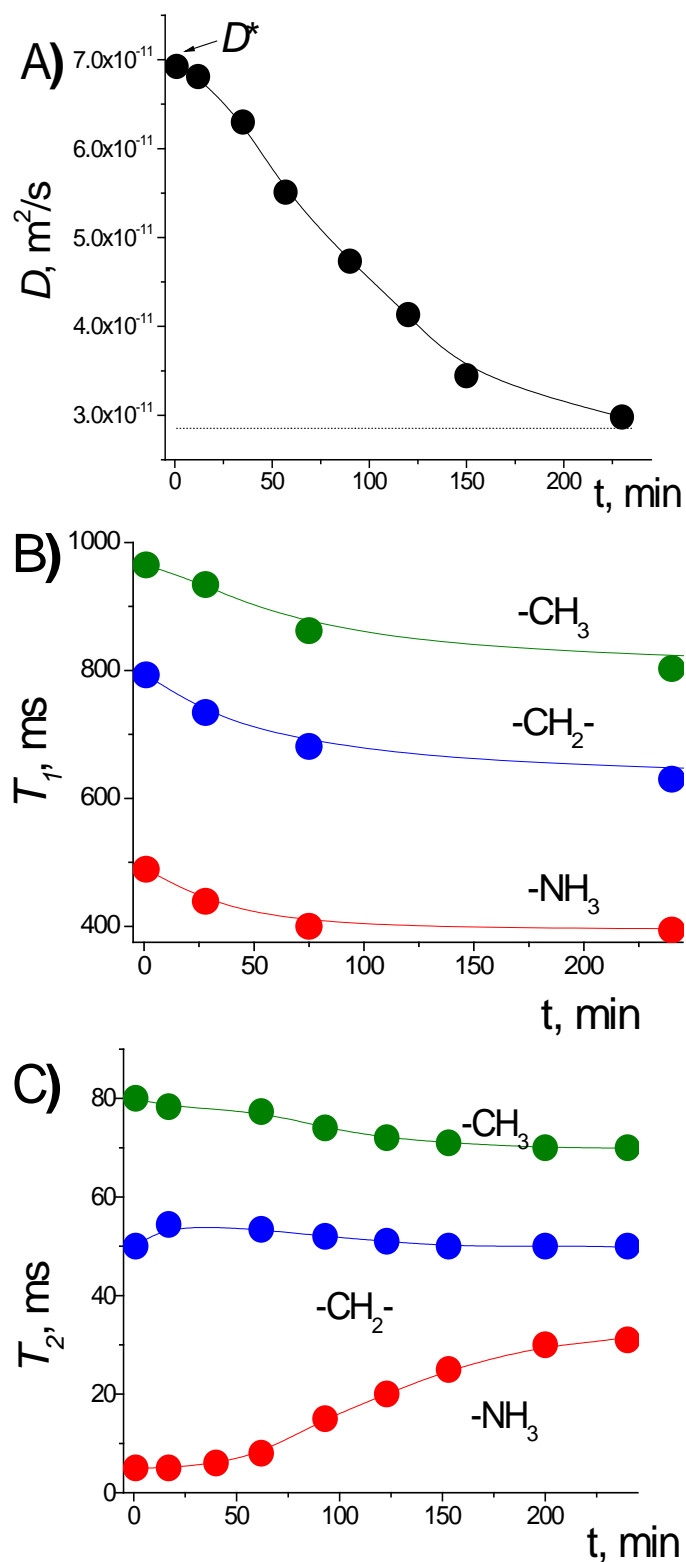 A)
D*
7.0x10⁻¹¹
6.0x10⁻¹¹
5.0x10⁻¹¹
4.0x10⁻¹¹
3.0x10⁻¹¹
D, m²/s
0 50 100 150 200
t, min
B)
1000
800
600
400
T₁, ms
-CH₃
-CH₂-
-NH₃
0 50 100 150 200
t, min
C)
80
60
40
20
0
T₂, ms
-CH₃
-CH₂-
-NH₃
0 50 100 150 200
t, min